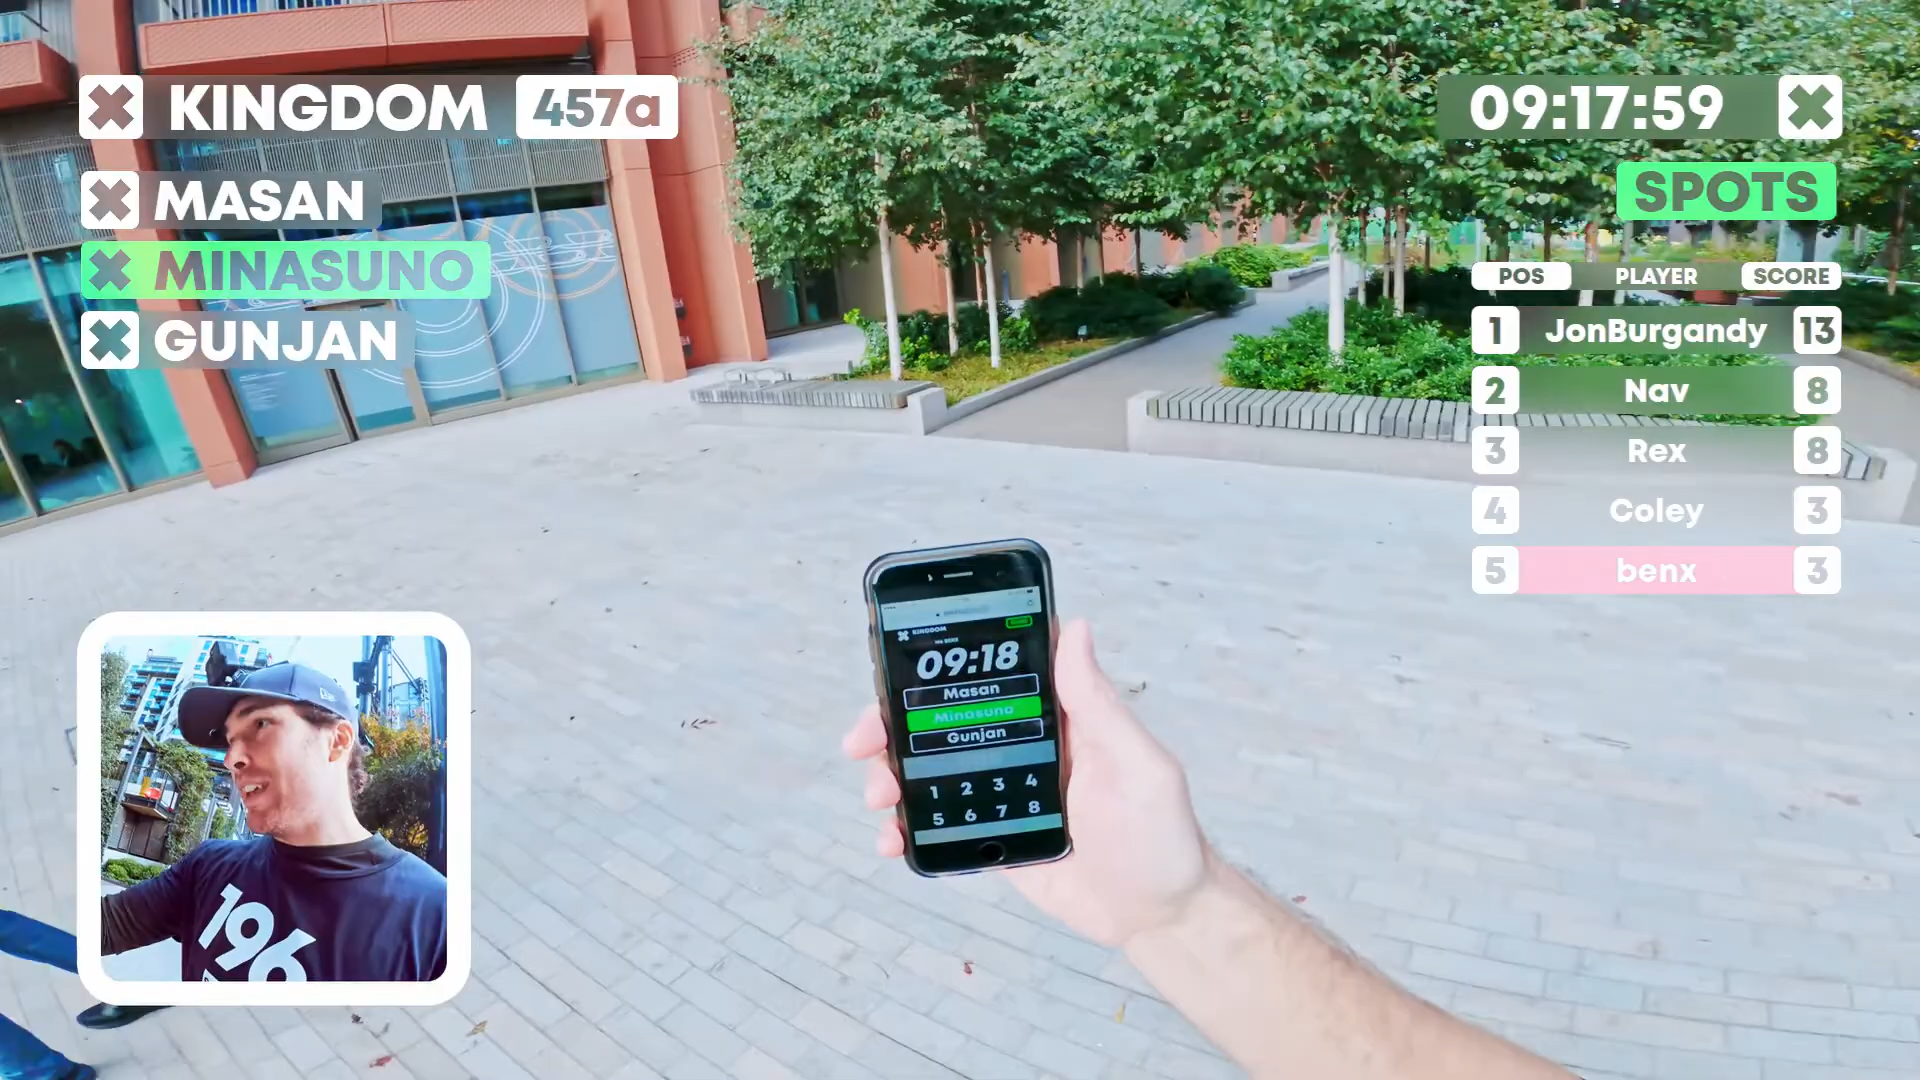 KINGDOM 457a
MASAN
MINASUNO
GUNJAN
09:17:59
SPOTS
POS PLAYER SCORE
1 JonBurgandy 13
2 Nav 8
3 Rex 8
4 Coley 3
5 benx 3
KINGDOM
09:18
Masan
Minasuno
Gunjan
1 2 3 4
5 6 7 8
196